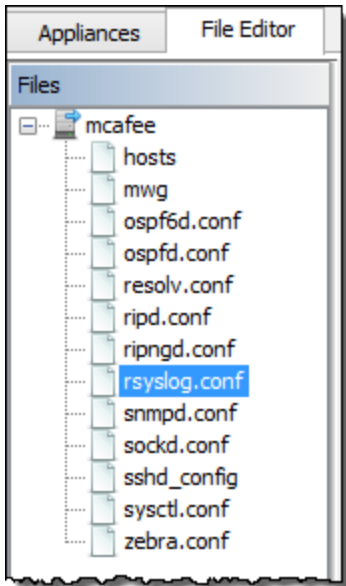 Appliances
File Editor
Files
mcafee
hosts
mwg
ospf6d.conf
ospfd.conf
resolv.conf
ripd.conf
ripngd.conf
rsyslog.conf
snmpd.conf
sockd.conf
sshd_config
sysctl.conf
zebra.conf